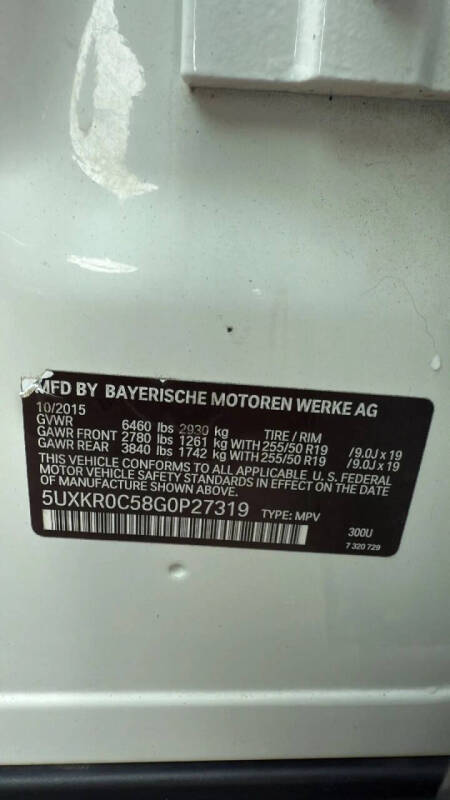 MFD BY BAYERISCHE MOTOREN WERKE AG
10/2015
GVWR 6460 lbs 2930 kg TIRE / RIM
GAWR FRONT 2780 lbs 1261 kg WITH 255/50 R19 /9.0J x 19
GAWR REAR 3840 lbs 1742 kg WITH 255/50 R19 /9.0J x 19
THIS VEHICLE CONFORMS TO ALL APPLICABLE U. S. FEDERAL
MOTOR VEHICLE SAFETY STANDARDS IN EFFECT ON THE DATE
OF MANUFACTURE SHOWN ABOVE.
5UXKR0C58G0P27319 TYPE: MPV
300U
7 320 729